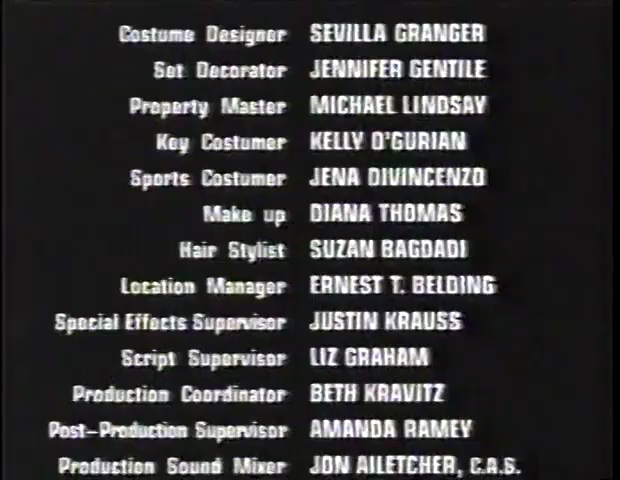 Costume Designer SEVILLA GRANGER
Set Decorator JENNIFER GENTILE
Property Master MICHAEL LINDSAY
Key Costumer KELLY O'GURIAN
Sports Costumer JENA DIVINCENZO
Make up DIANA THOMAS
Hair Stylist SUZAN BAGDADI
Location Manager ERNEST T. BELDING
Special Effects Supervisor JUSTIN KRAUSS
Script Supervisor LIZ GRAHAM
Production Coordinator BETH KRAVITZ
Post-Production Supervisor AMANDA RAMEY
Production Sound Mixer JON AILETCHER, C.A.S.